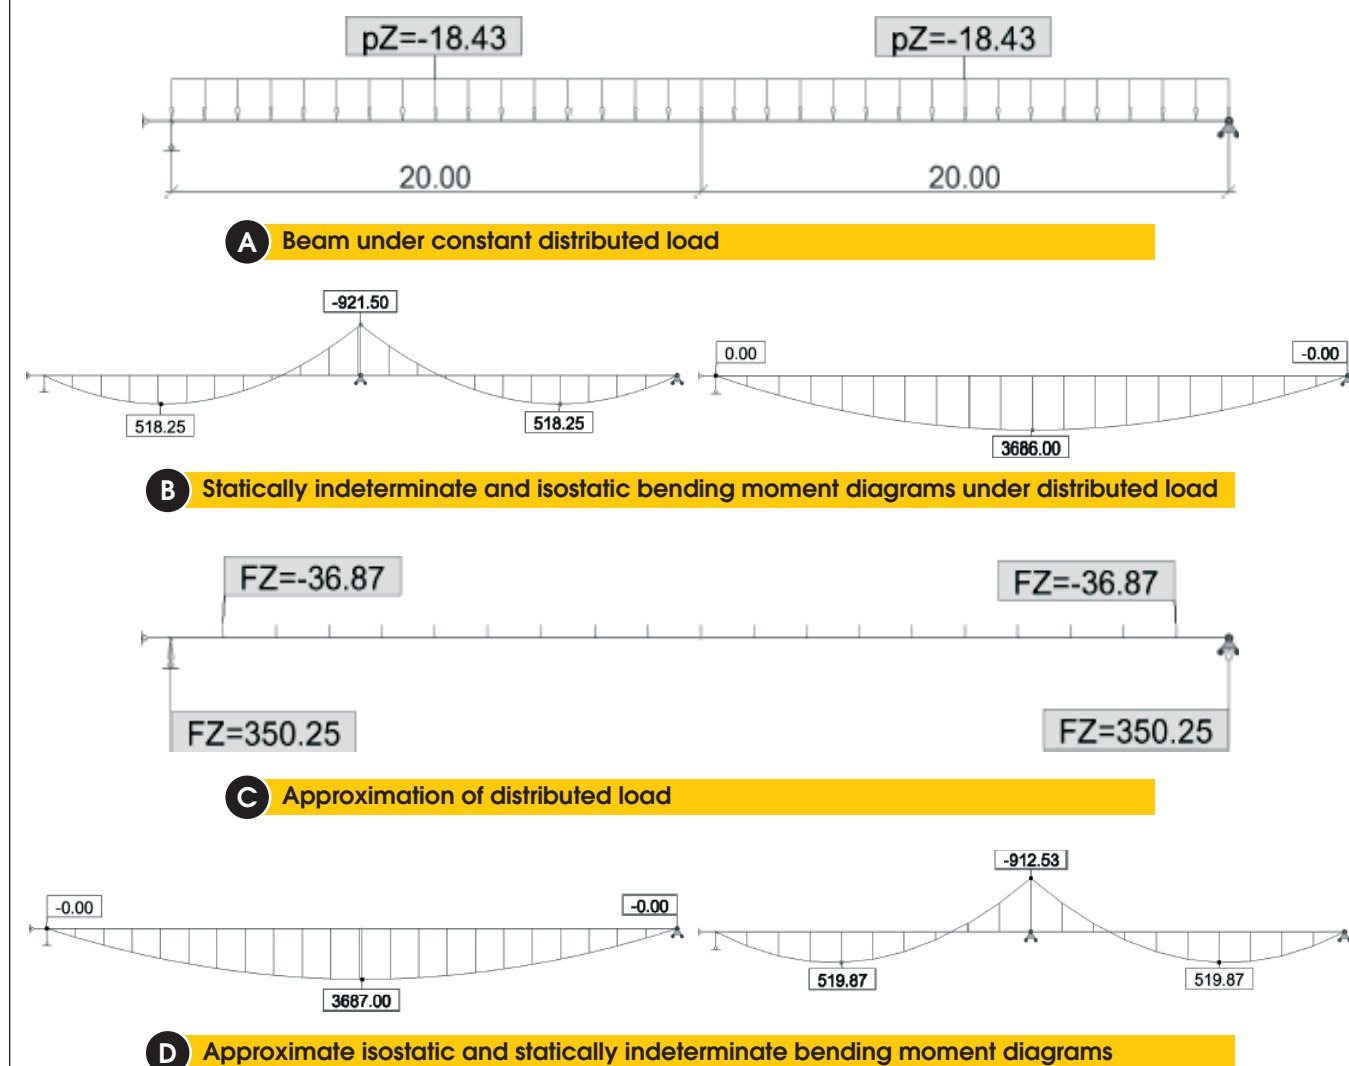 pZ=-18.43 pZ=-18.43
20.00 20.00
A Beam under constant distributed load
-921.50
0.00 -0.00
518.25 518.25
3686.00
B Statically indeterminate and isostatic bending moment diagrams under distributed load
FZ=-36.87 FZ=-36.87
FZ=350.25 FZ=350.25
C Approximation of distributed load
-912.53
-0.00 -0.00
519.87 519.87
3687.00
D Approximate isostatic and statically indeterminate bending moment diagrams